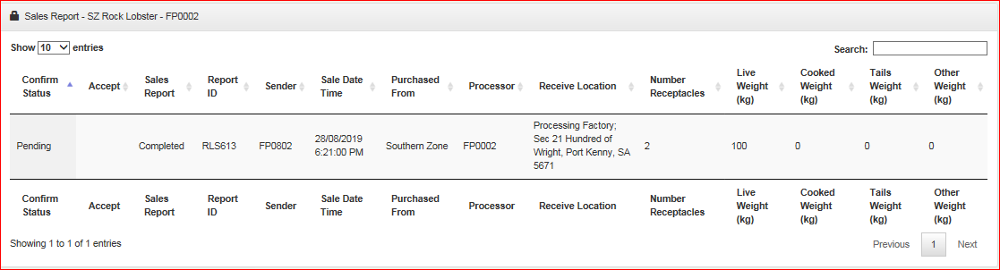 Sales Report - SZ Rock Lobster - FP0002
Show 10 entries
Search:
Confirm Status Accept Sales Report Report ID Sender Sale Date Time Purchased From Processor Receive Location Number Receptacles Live Weight (kg) Cooked Weight (kg) Tails Weight (kg) Other Weight (kg)
Pending Completed RLS613 FP0802 28/08/2019 6:21:00 PM Southern Zone FP0002 Processing Factory; Sec 21 Hundred of Wright, Port Kenny, SA 5671 2 100 0 0 0
Confirm Status Accept Sales Report Report ID Sender Sale Date Time Purchased From Processor Receive Location Number Receptacles Live Weight (kg) Cooked Weight (kg) Tails Weight (kg) Other Weight (kg)
Showing 1 to 1 of 1 entries
Previous 1 Next